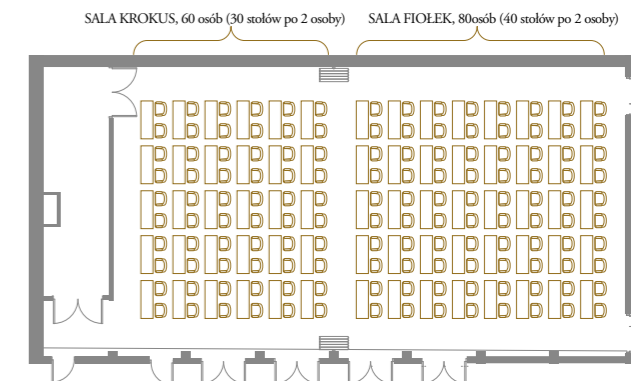 SALA KROKUS, 60 osób (30 stołów po 2 osoby)
SALA FIOŁEK, 80osób (40 stołów po 2 osoby)